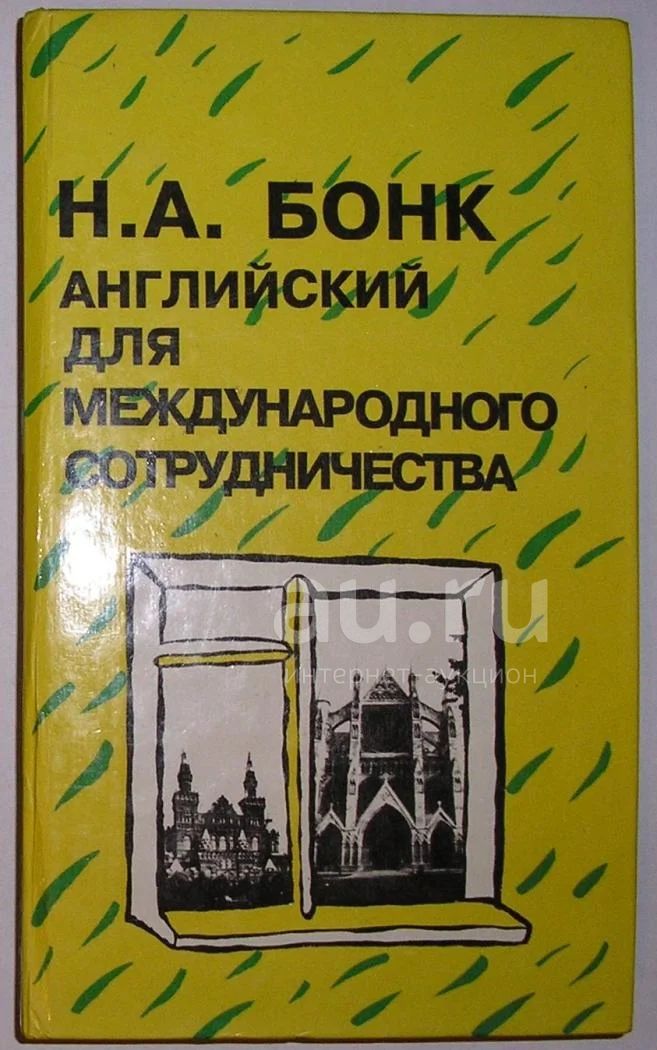 Н.А. БОНК
АНГЛИЙСКИЙ
ДЛЯ
МЕЖДУНАРОДНОГО
СОТРУДНИЧЕСТВА
au.ru
интернет-аукцион